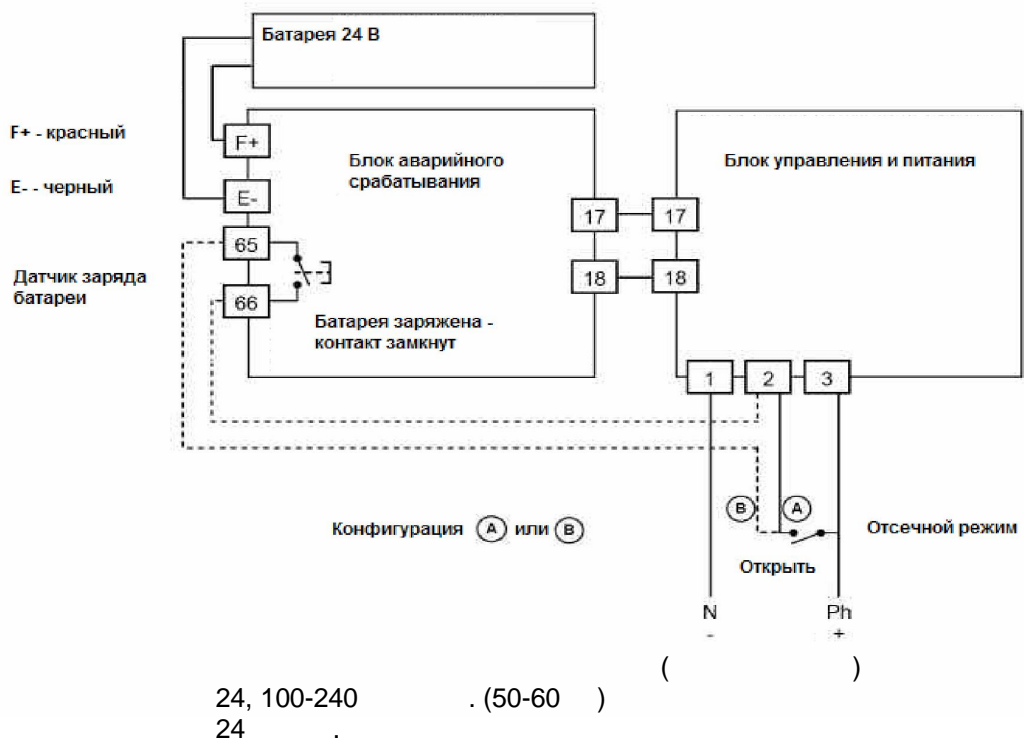 Батарея 24 В
F+ - красный
F+
Блок аварийного
срабатывания
Блок управления и питания
E- - черный
E-
17
17
65
18
18
Датчик заряда
батареи
66
Батарея заряжена -
контакт замкнут
1
2
3
B
A
Конфигурация A или B
Отсечной режим
Открыть
N
Ph
-
+
( )
24, 100-240 . (50-60 )
24 .